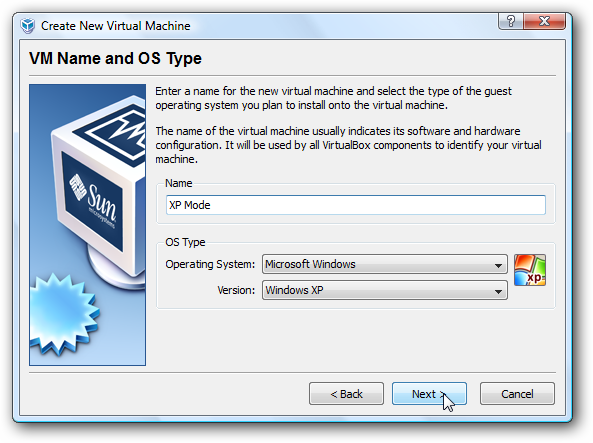 Create New Virtual Machine
VM Name and OS Type
Enter a name for the new virtual machine and select the type of the guest
operating system you plan to install onto the virtual machine.
The name of the virtual machine usually indicates its software and hardware
configuration. It will be used by all VirtualBox components to identify your virtual
machine.
Sun
microsystems
Name
XP Mode
OS Type
Operating System: Microsoft Windows
xp
Version: Windows XP
< Back
Next >
Cancel